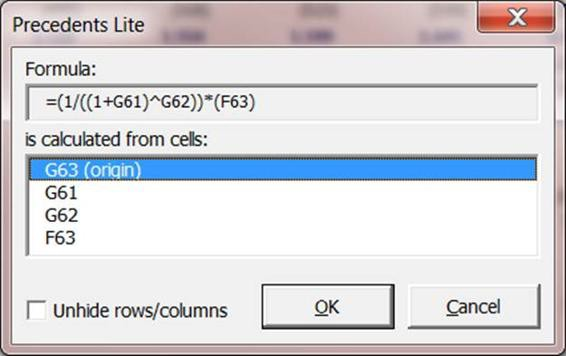 Precedents Lite
Formula:
=(1/((1+G61)^G62))*(F63)
is calculated from cells:
G63 (origin)
G61
G62
F63
Unhide rows/columns
OK
Cancel